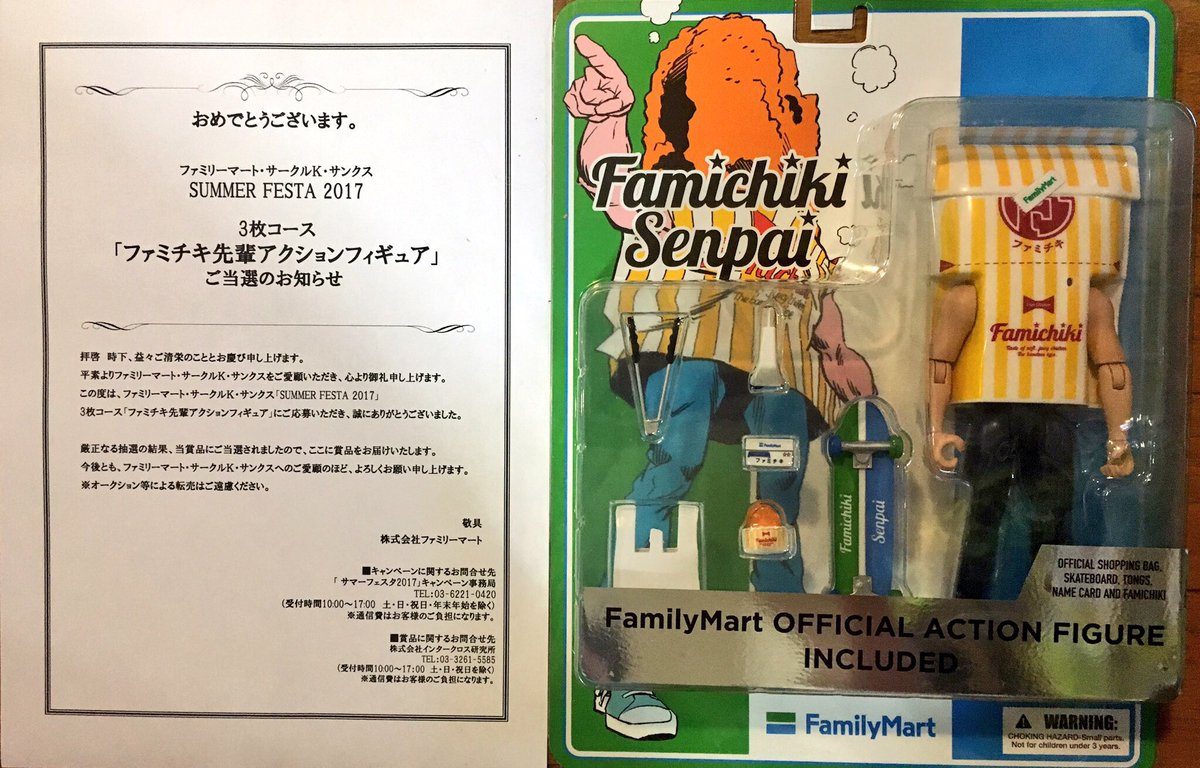 おめでとうございます。
ファミリーマート・サークルK・サンクス
SUMMER FESTA 2017
3枚コース
「ファミチキ先輩アクションフィギュア」
ご当選のお知らせ
拝啓 時下、益々ご清栄のこととお慶び申し上げます。
平素よりファミリーマート・サークルK・サンクスをご愛顧いただき、心より御礼申し上げます。
この度は、ファミリーマート・サークルK・サンクス「SUMMER FESTA 2017」
3枚コース「ファミチキ先輩アクションフィギュア」にご応募いただき、誠にありがとうございました。
厳正なる抽選の結果、当賞品にご当選されましたので、ここに賞品をお届けいたします。
今後とも、ファミリーマート・サークルK・サンクスへのご愛顧のほど、よろしくお願い申し上げます。
※オークション等による転売はご遠慮ください。
敬具
株式会社ファミリーマート
■キャンペーンに関するお問合せ先
「 サマーフェスタ2017」キャンペーン事務局
TEL:03-6221-0420
(受付時間10:00～17:00 土・日・祝日・年末年始を除く)
※通信費はお客様のご負担になります。
■賞品に関するお問合せ先
株式会社インタークロス研究所
TEL:03-3261-5585
(受付時間10:00～17:00 土・日・祝日を除く)
※通信費はお客様のご負担になります。
Famichiki
Senpai
FamilyMart
ファミチキ
Famichiki
Taste of soft, juicy chicken.
The boneless type.
FamilyMart
ファミチキ
Famichiki
Famichiki
Senpai
OFFICIAL SHOPPING BAG,
SKATEBOARD, TONGS,
NAME CARD AND FAMICHIKI
FamilyMart OFFICIAL ACTION FIGURE
INCLUDED
FamilyMart
WARNING:
CHOKING HAZARD-Small parts.
Not for children under 3 years.